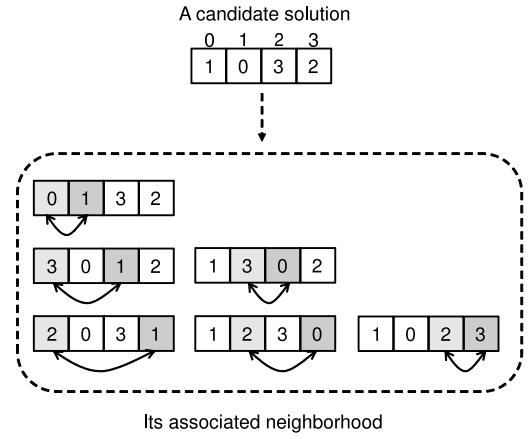 A candidate solution
0 1 2 3
1 0 3 2
0 1 3 2
3 0 1 2 1 3 0 2
2 0 3 1 1 2 3 0 1 0 2 3
Its associated neighborhood